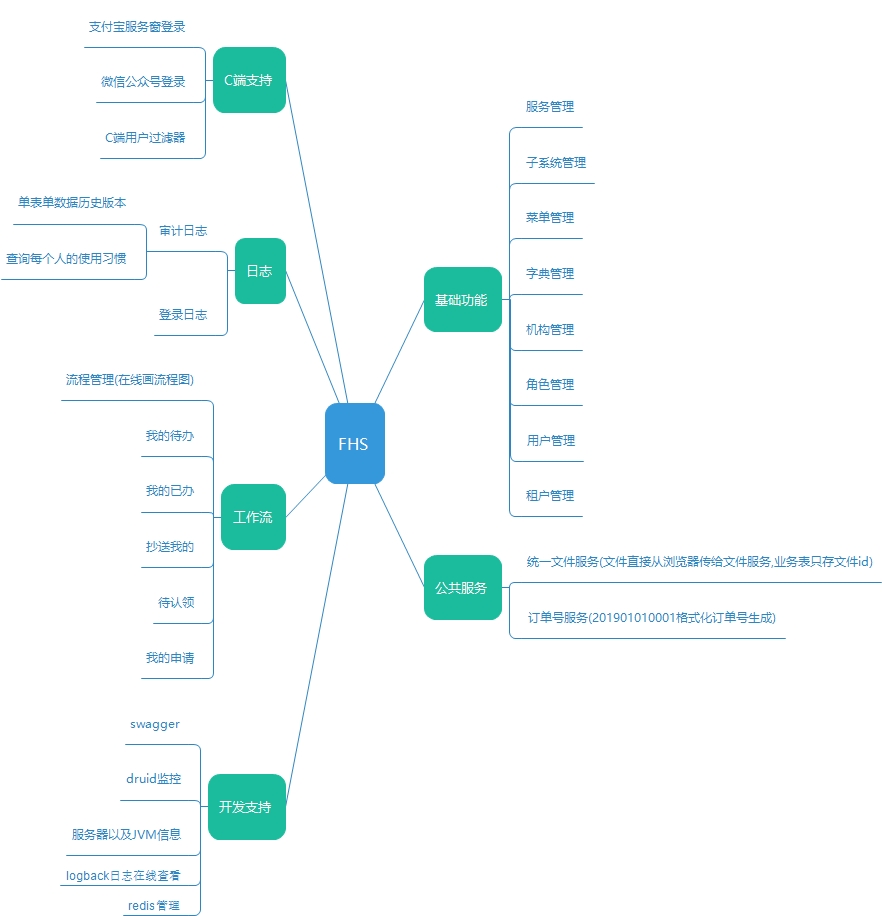 FHS
C端支持
支付宝服务窗登录
微信公众号登录
C端用户过滤器
日志
审计日志
单表单数据历史版本
查询每个人的使用习惯
登录日志
工作流
流程管理(在线画流程图)
我的待办
我的已办
抄送我的
待认领
我的申请
开发支持
swagger
druid监控
服务器以及JVM信息
logback日志在线查看
redis管理
基础功能
服务管理
子系统管理
菜单管理
字典管理
机构管理
角色管理
用户管理
租户管理
公共服务
统一文件服务(文件直接从浏览器传给文件服务,业务表只存文件id)
订单号服务(201901010001格式化订单号生成)